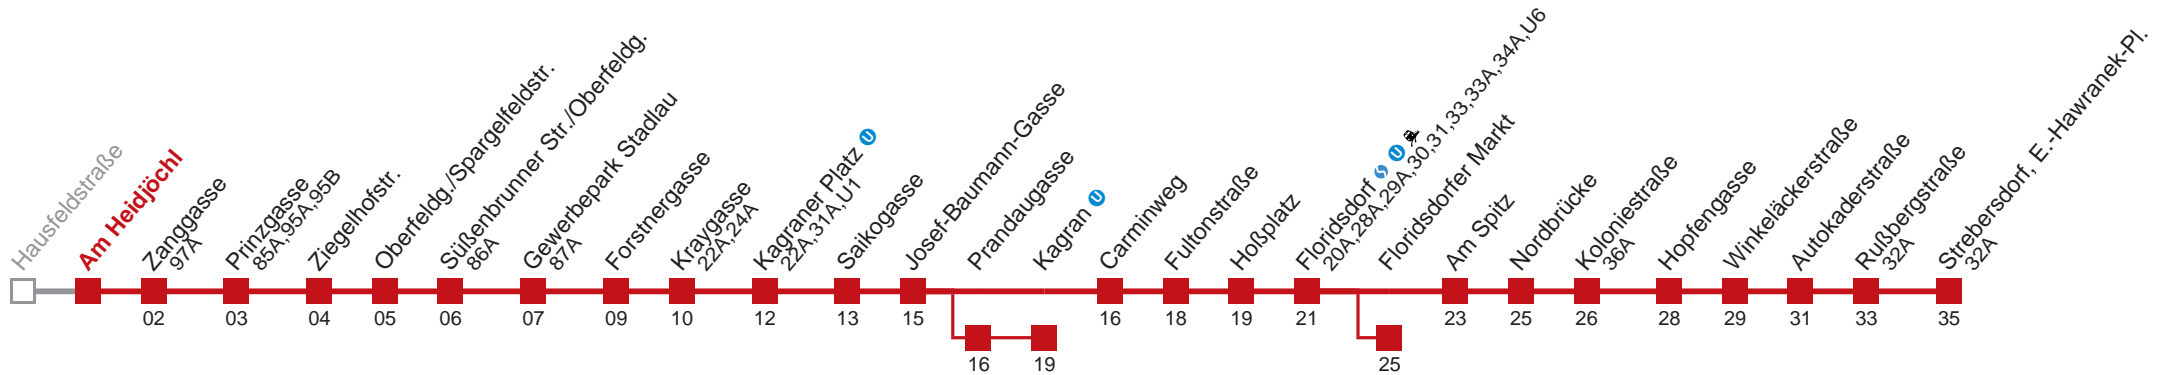 Hausfeldstraße
Am Heidjöchl
Zanggasse
97A
Prinzgasse
85A,95A,95B
Ziegelhofstr.
Oberfeldg./Spargelfeldstr.
Süßenbrunner Str./Oberfeldg.
86A
Gewerbepark Stadlau
87A
Forstnergasse
Kraygasse
22A,24A
Kagraner Platz U
22A,31A,U1
Saikogasse
Josef-Baumann-Gasse
Prandaugasse
Kagran U
Carminweg
Fultonstraße
Hoßplatz
Floridsdorf S U
20A,28A,29A,30,31,33,33A,34A,U6
Floridsdorfer Markt
Am Spitz
Nordbrücke
Koloniestraße
36A
Hopfengasse
Winkeläckerstraße
Autokaderstraße
Rußbergstraße
32A
Strebersdorf, E.-Hawranek-Pl.
32A
02 03 04 05 06 07 09 10 12 13 15 16 18 19 21 23 25 26 28 29 31 33 35
16 19 25